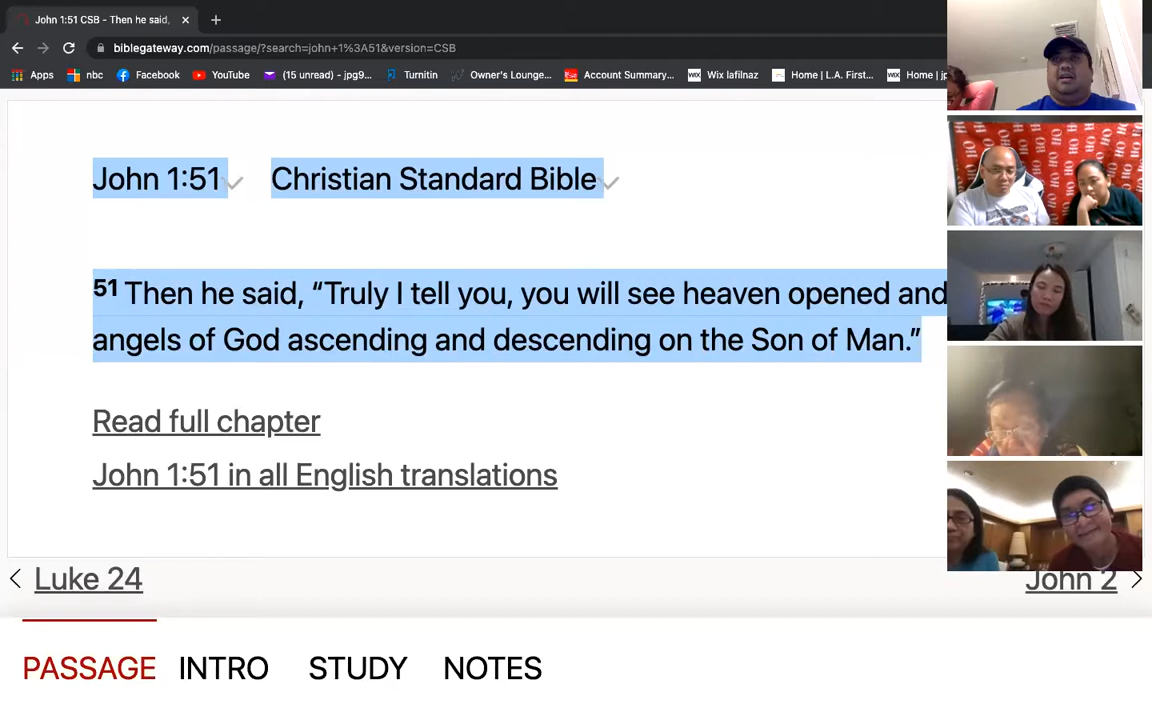 John 1:51 CSB - Then he said,
biblegateway.com/passage/?search=john+1%3A51&version=CSB
Apps nbc Facebook YouTube (15 unread) - jpg9... Turnitin Owner's Lounge... Account Summary... Wix lafilnaz Home | L.A. First... Home | jp
John 1:51 Christian Standard Bible
51 Then he said, “Truly I tell you, you will see heaven opened and
angels of God ascending and descending on the Son of Man.”
Read full chapter
John 1:51 in all English translations
Luke 24 John 2
PASSAGE INTRO STUDY NOTES
HO HO HO